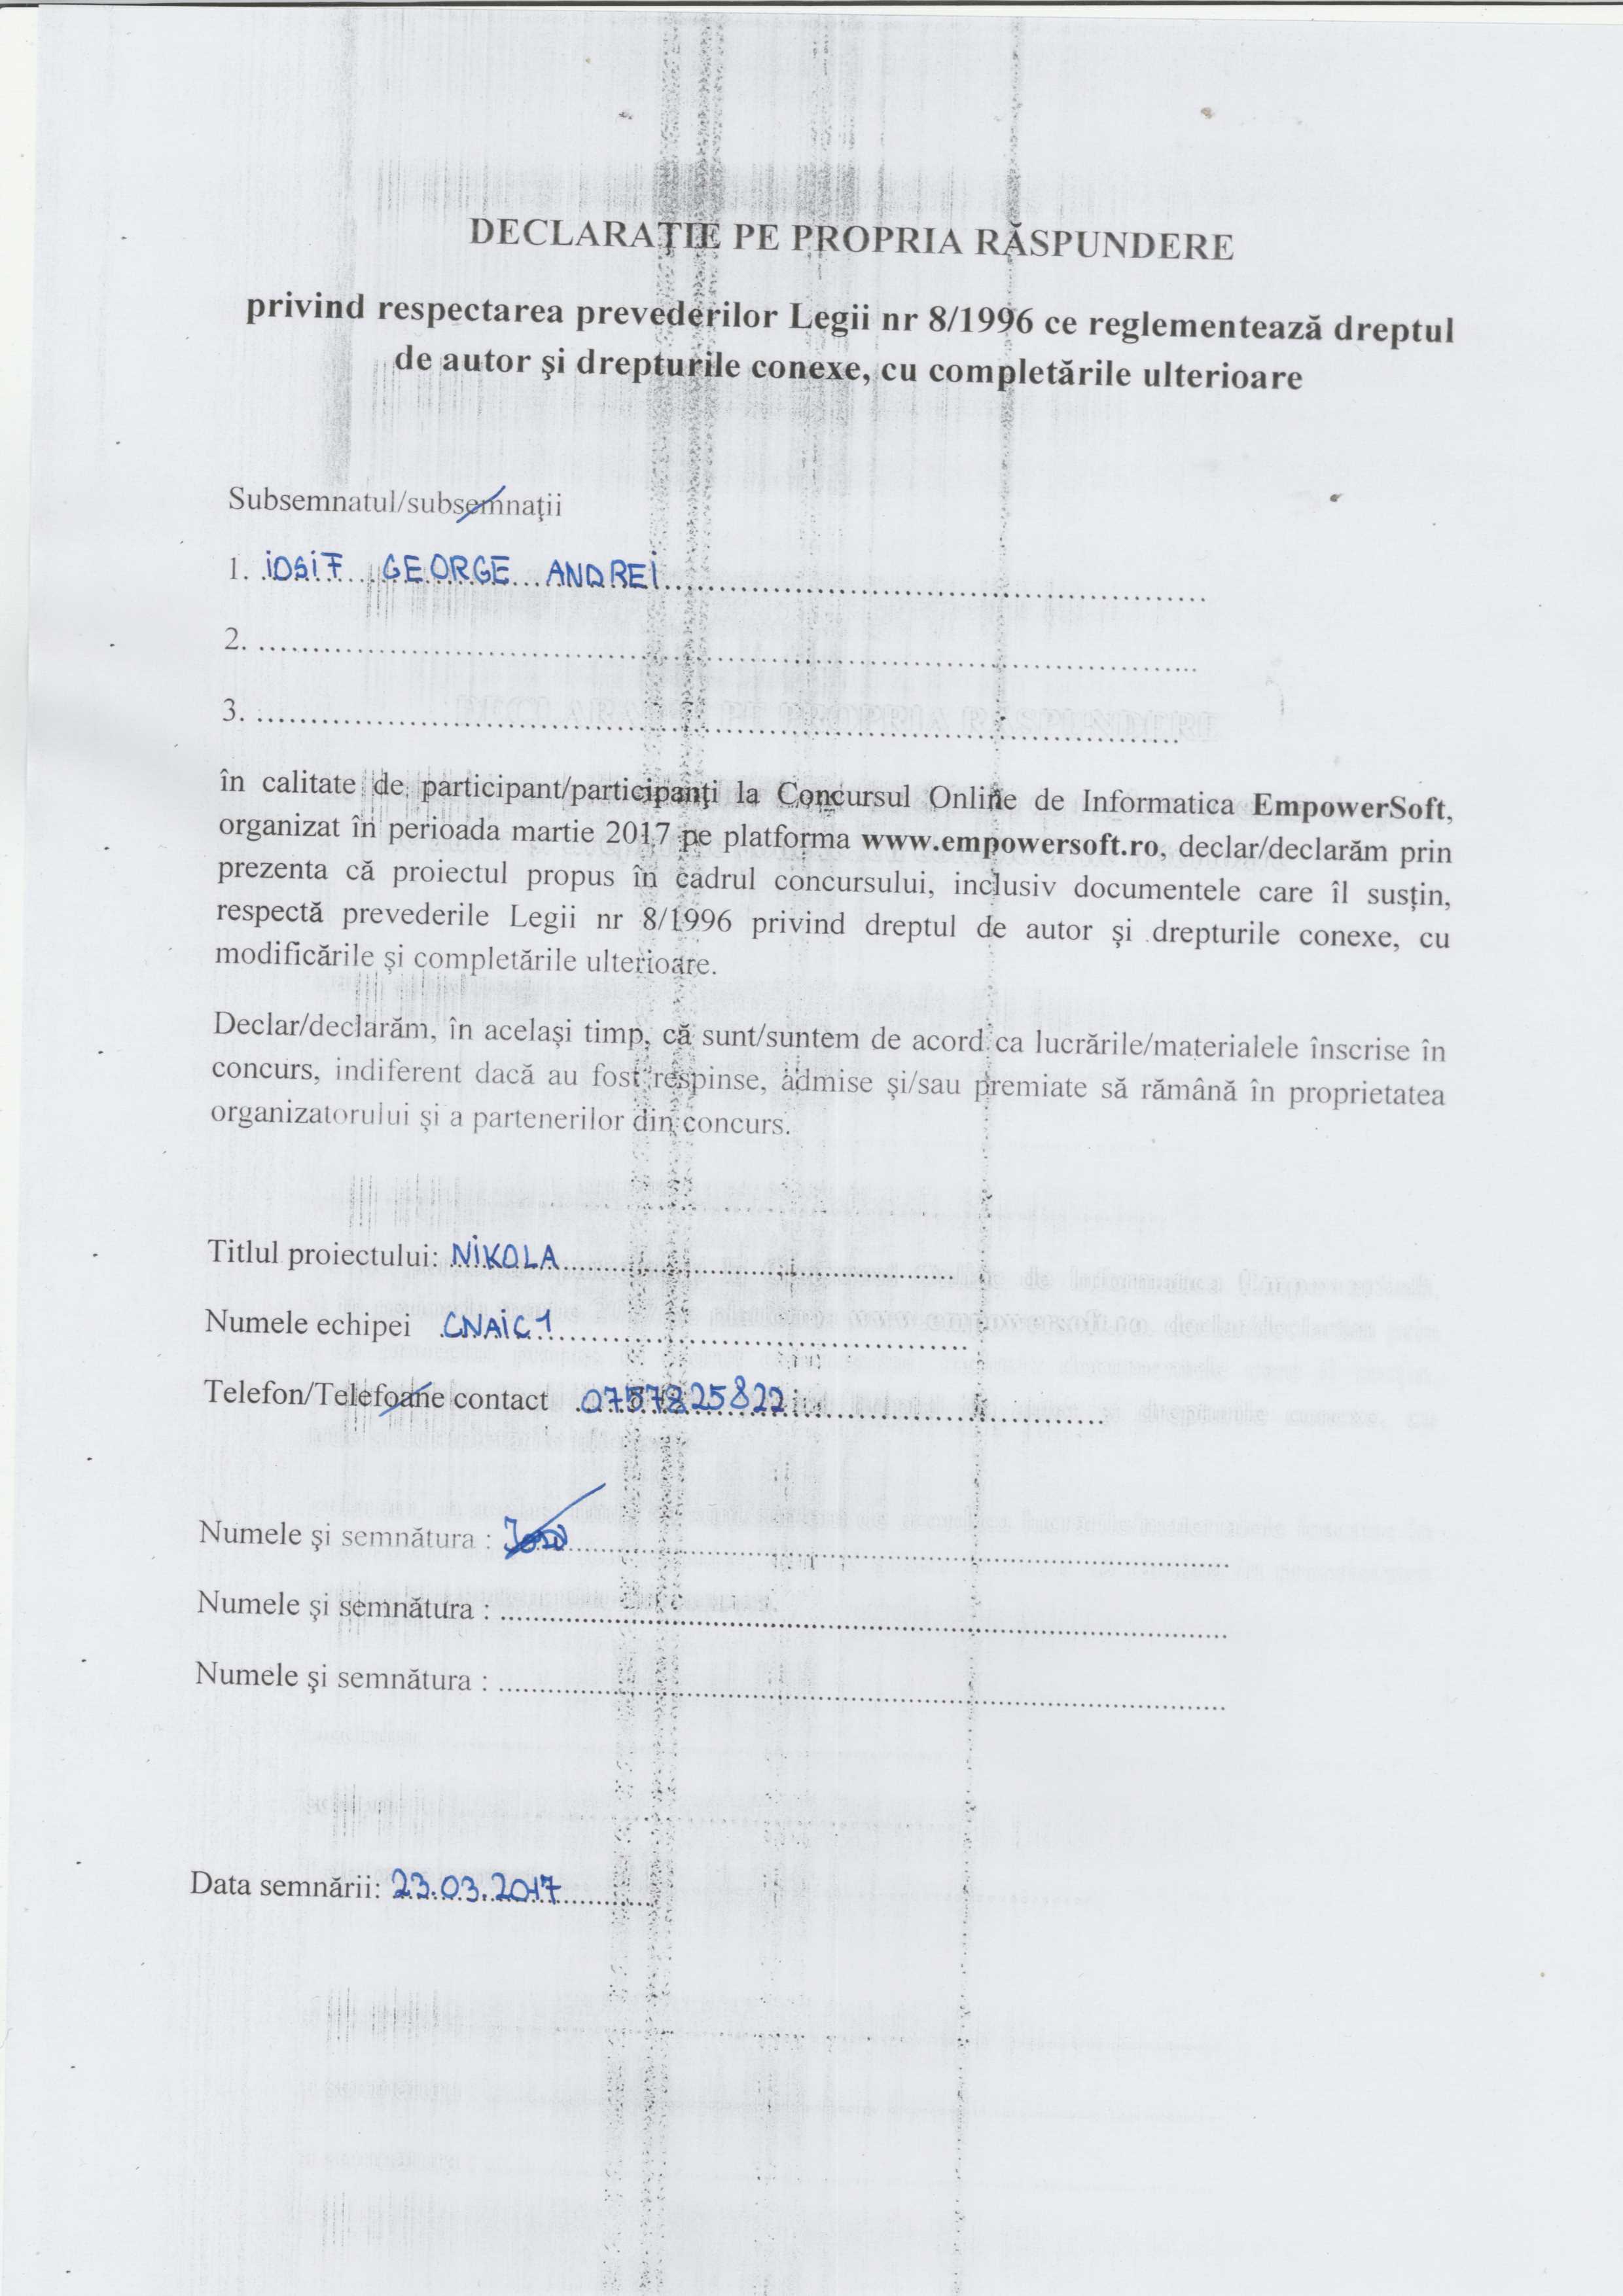 DECLARAŢIE PE PROPRIA RĂSPUNDERE
privind respectarea prevederilor Legii nr 8/1996 ce reglementează dreptul
de autor şi drepturile conexe, cu completările ulterioare
Subsemnatul/subsemnaţii
1. IOSIF GEORGE ANDREI
2. ........................................................................
3. ........................................................................
în calitate de participant/participanţi la Concursul Online de Informatica EmpowerSoft,
organizat în perioada martie 2017 pe platforma www.empowersoft.ro, declar/declarăm prin
prezenta că proiectul propus în cadrul concursului, inclusiv documentele care îl susţin,
respectă prevederile Legii nr 8/1996 privind dreptul de autor şi drepturile conexe, cu
modificările şi completările ulterioare.
Declar/declarăm, în acelaşi timp, că sunt/suntem de acord ca lucrările/materialele înscrise în
concurs, indiferent dacă au fost respinse, admise şi/sau premiate să rămână în proprietatea
organizatorului şi a partenerilor din concurs.
Titlul proiectului: NIKOLA
Numele echipei CNAIC1
Telefon/Telefoane contact 0757825822
Numele şi semnătura :
Numele şi semnătura : ........................................................................
Numele şi semnătura : ........................................................................
Data semnării: 23.03.2017